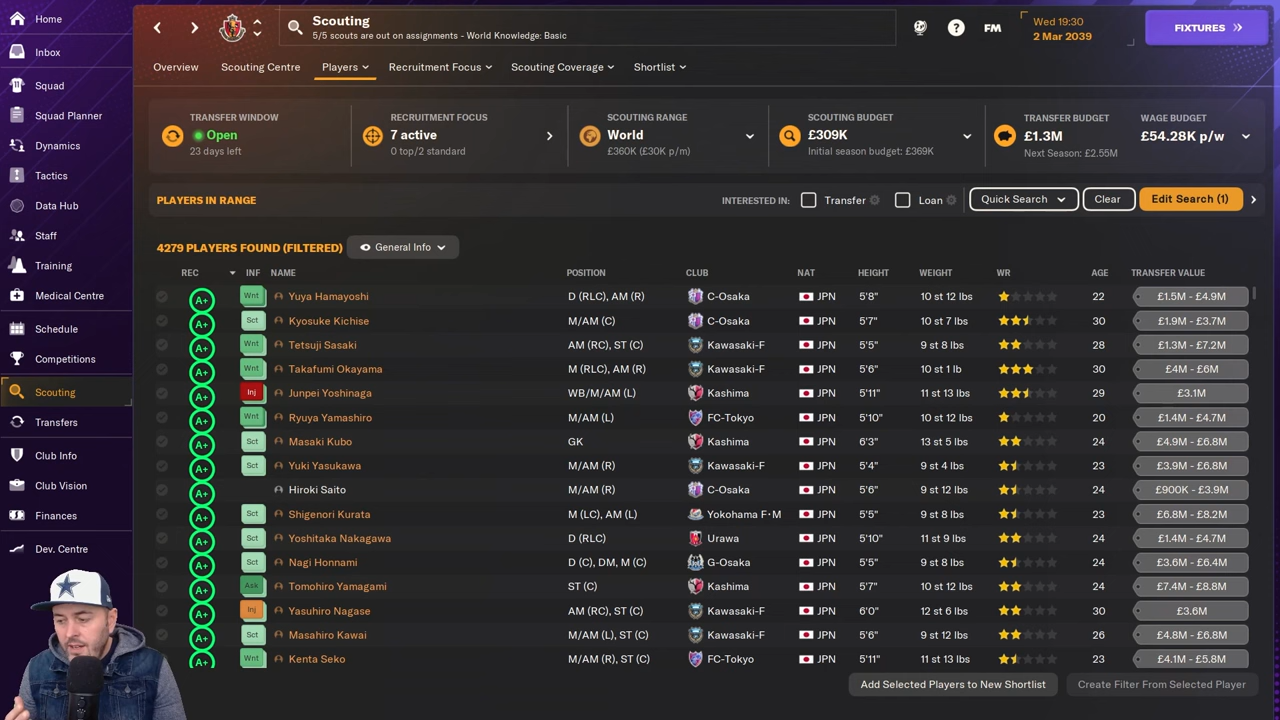 Home
Inbox
Squad
Squad Planner
Dynamics
Tactics
Data Hub
Staff
Training
Medical Centre
Schedule
Competitions
Scouting
Transfers
Club Info
Club Vision
Finances
Dev. Centre
Scouting
5/5 scouts are out on assignments - World Knowledge: Basic
? FM
Wed 19:30
2 Mar 2039
FIXTURES
Overview Scouting Centre Players Recruitment Focus Scouting Coverage Shortlist
TRANSFER WINDOW
Open
23 days left
RECRUITMENT FOCUS
7 active
0 top/2 standard
SCOUTING RANGE
World
£360K (£30K p/m)
SCOUTING BUDGET
£309K
Initial season budget: £369K
TRANSFER BUDGET
£1.3M
Next Season: £2.55M
WAGE BUDGET
£54.28K p/w
PLAYERS IN RANGE INTERESTED IN: Transfer Loan Quick Search Clear Edit Search (1)
4279 PLAYERS FOUND (FILTERED) General Info
REC INF NAME POSITION CLUB NAT HEIGHT WEIGHT WR AGE TRANSFER VALUE
A+ Wnt Yuya Hamayoshi D (RLC), AM (R) C-Osaka JPN 5'8" 10 st 12 lbs 22 £1.5M - £4.9M
A+ Sct Kyosuke Kichise M/AM (C) C-Osaka JPN 5'7" 10 st 7 lbs 30 £1.9M - £3.7M
A+ Wnt Tetsuji Sasaki AM (RC), ST (C) Kawasaki-F JPN 5'5" 9 st 8 lbs 28 £1.3M - £7.2M
A+ Wnt Takafumi Okayama M (RLC), AM (R) Kawasaki-F JPN 5'6" 10 st 1 lb 30 £4M - £6M
A+ Inj Junpei Yoshinaga WB/M/AM (L) Kashima JPN 5'11" 11 st 13 lbs 29 £3.1M
A+ Wnt Ryuya Yamashiro M/AM (L) FC-Tokyo JPN 5'10" 10 st 12 lbs 20 £1.4M - £4.7M
A+ Sct Masaki Kubo GK Kashima JPN 6'3" 13 st 5 lbs 24 £4.9M - £6.8M
A+ Sct Yuki Yasukawa M/AM (R) Kawasaki-F JPN 5'4" 9 st 4 lbs 23 £3.9M - £6.8M
A+ Hiroki Saito M/AM (R) C-Osaka JPN 5'6" 9 st 12 lbs 24 £900K - £3.9M
A+ Sct Shigenori Kurata M (LC), AM (L) Yokohama F·M JPN 5'5" 9 st 8 lbs 23 £6.8M - £8.2M
A+ Sct Yoshitaka Nakagawa D (RLC) Urawa JPN 5'10" 11 st 9 lbs 24 £1.4M - £4.7M
A+ Sct Nagi Honnami D (C), DM, M (C) G-Osaka JPN 5'5" 9 st 8 lbs 24 £3.6M - £6.4M
A+ Ask Tomohiro Yamagami ST (C) Kashima JPN 5'7" 10 st 12 lbs 24 £7.4M - £8.8M
A+ Inj Yasuhiro Nagase AM (RC), ST (C) Kawasaki-F JPN 6'0" 12 st 6 lbs 30 £3.6M
A+ Sct Masahiro Kawai M/AM (L), ST (C) Kawasaki-F JPN 5'6" 9 st 12 lbs 26 £4.8M - £6.8M
A+ Wnt Kenta Seko M/AM (R), ST (C) FC-Tokyo JPN 5'11" 11 st 13 lbs 23 £4.1M - £5.8M
Add Selected Players to New Shortlist Create Filter From Selected Player